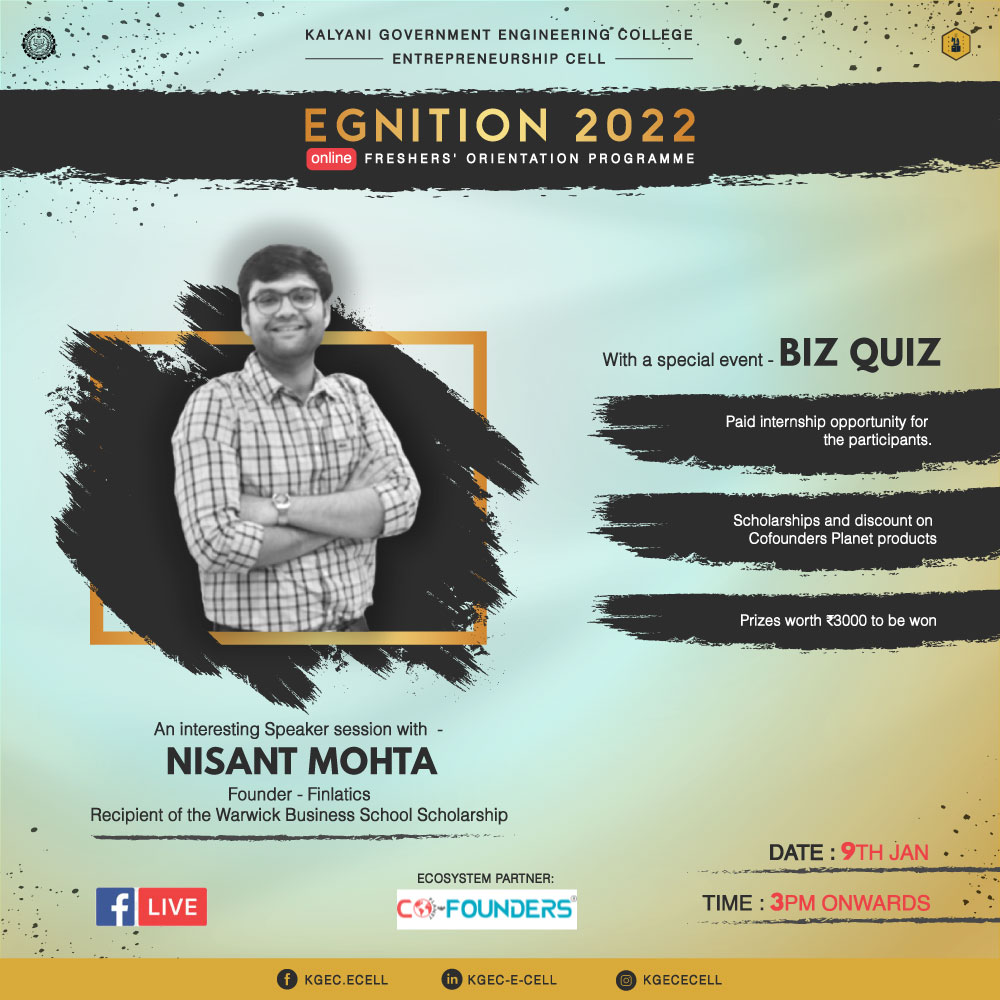 KALYANI GOVERNMENT ENGINEERING COLLEGE
ENTREPRENEURSHIP CELL
EGNITION 2022
online FRESHERS' ORIENTATION PROGRAMME
With a special event - BIZ QUIZ
Paid internship opportunity for
the participants.
Scholarships and discount on
Cofounders Planet products
Prizes worth ₹3000 to be won
An interesting Speaker session with -
NISANT MOHTA
Founder - Finlatics
Recipient of the Warwick Business School Scholarship
DATE : 9TH JAN
TIME : 3PM ONWARDS
f LIVE
ECOSYSTEM PARTNER:
CO-FOUNDERS®
f KGEC.ECELL
in KGEC-E-CELL
KGECECELL